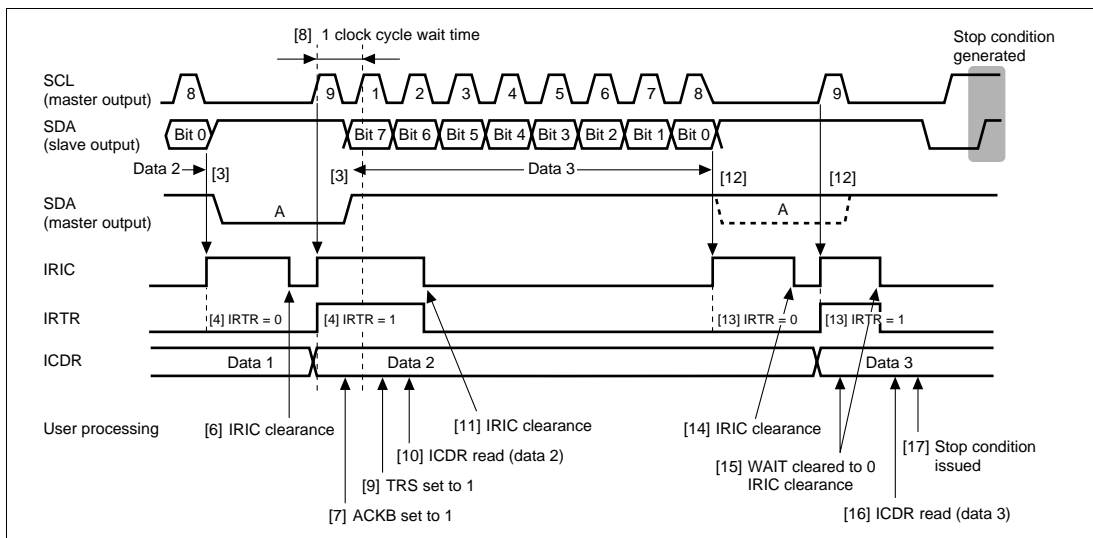 [8] 1 clock cycle wait time
Stop condition
generated
SCL
(master output)
8 9 1 2 3 4 5 6 7 8 9
SDA
(slave output)
Bit 0 Bit 7 Bit 6 Bit 5 Bit 4 Bit 3 Bit 2 Bit 1 Bit 0
Data 2 [3] [3] Data 3 [12] [12]
SDA
(master output)
A A
IRIC
IRTR
[4] IRTR = 0 [4] IRTR = 1 [13] IRTR = 0 [13] IRTR = 1
ICDR
Data 1 Data 2 Data 3
User processing
[6] IRIC clearance
[11] IRIC clearance
[14] IRIC clearance
[17] Stop condition
issued
[10] ICDR read (data 2)
[15] WAIT cleared to 0
IRIC clearance
[9] TRS set to 1
[7] ACKB set to 1
[16] ICDR read (data 3)